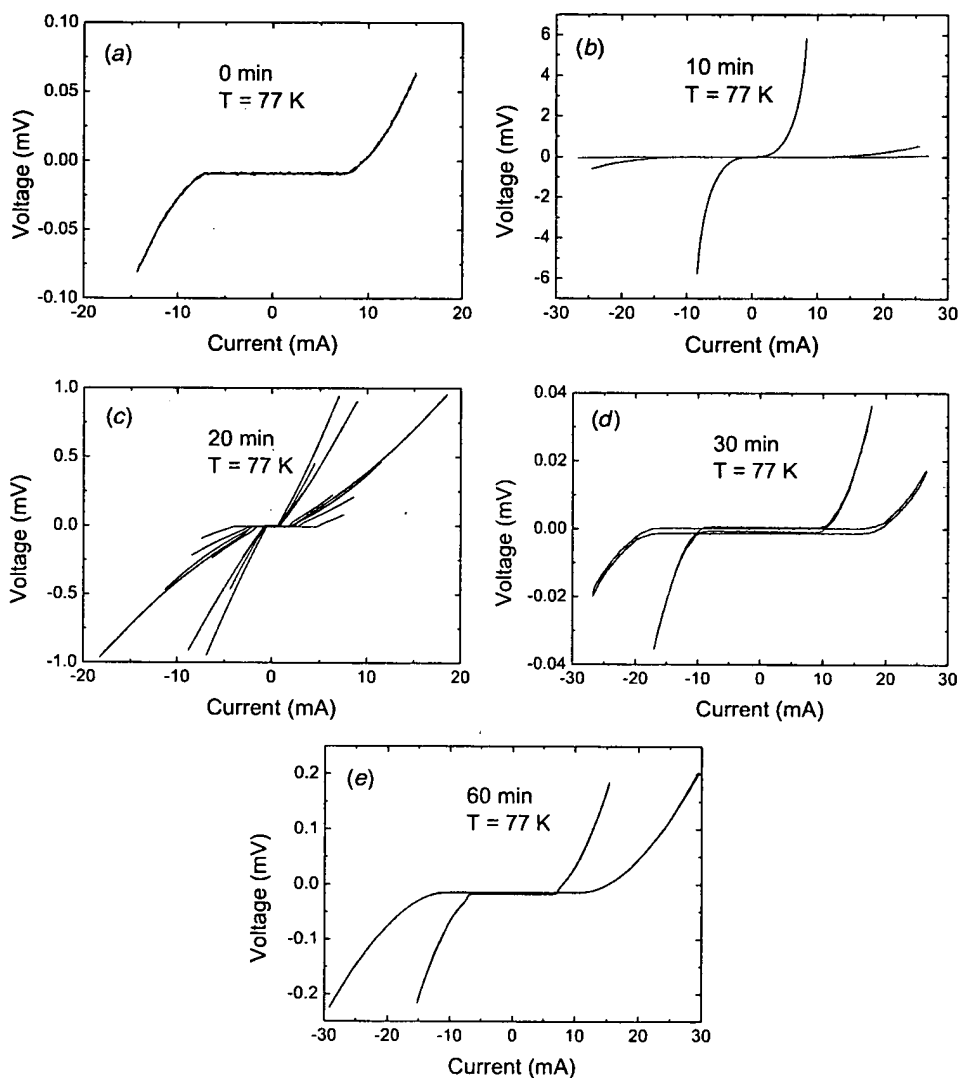 (a)
0 min
T = 77 K
0.10
0.05
0.00
-0.05
-0.10
Voltage (mV)
-20 -10 0 10 20
Current (mA)
(b)
10 min
T = 77 K
6
4
2
0
-2
-4
-6
Voltage (mV)
-30 -20 -10 0 10 20 30
Current (mA)
(c)
20 min
T = 77 K
1.0
0.5
0.0
-0.5
-1.0
Voltage (mV)
-20 -10 0 10 20
Current (mA)
(d)
30 min
T = 77 K
0.04
0.02
0.00
-0.02
-0.04
Voltage (mV)
-30 -20 -10 0 10 20 30
Current (mA)
(e)
60 min
T = 77 K
0.2
0.1
0.0
-0.1
-0.2
Voltage (mV)
-30 -20 -10 0 10 20 30
Current (mA)